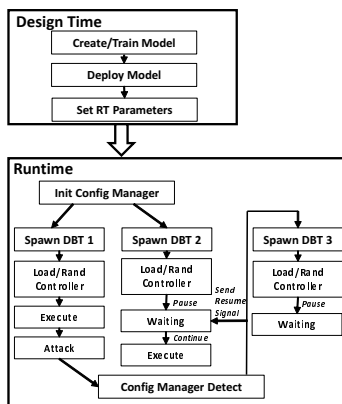 Design Time
Create/Train Model
Deploy Model
Set RT Parameters
Runtime
Init Config Manager
Spawn DBT 1
Spawn DBT 2
Spawn DBT 3
Load/Rand
Controller
Load/Rand
Controller
Load/Rand
Controller
Send
Resume
Signal
Pause
Pause
Execute
Waiting
Waiting
Continue
Attack
Execute
Config Manager Detect